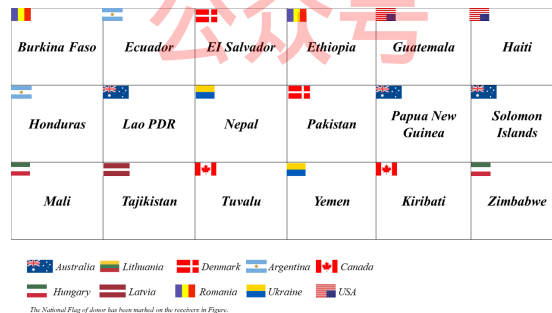 公众号
Burkina Faso
Ecuador
EI Salvador
Ethiopia
Guatemala
Haiti
Honduras
Lao PDR
Nepal
Pakistan
Papua New
Guinea
Solomon
Islands
Mali
Tajikistan
Tuvalu
Yemen
Kiribati
Zimbabwe
Australia
Lithuania
Denmark
Argentina
Canada
Hungary
Latvia
Romania
Ukraine
USA
The National Flag of donor has been marked on the receivers in Figure.